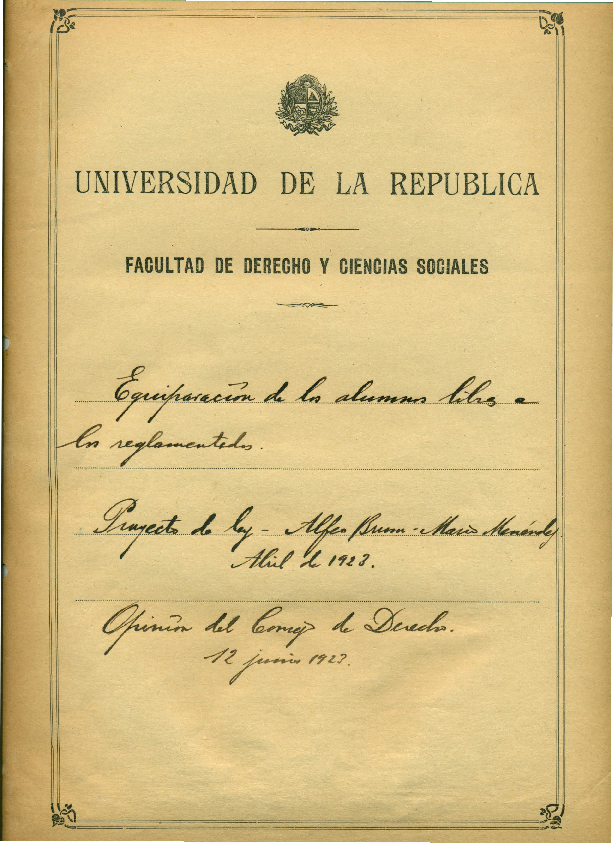 UNIVERSIDAD DE LA REPUBLICA
FACULTAD DE DERECHO Y CIENCIAS SOCIALES
Equiparación de los alumnos libres a
los reglamentados.
Proyecto de ley - Alfeo Brum - Mario Menéndez
Abril de 1923.
Opinión del Consejo de Derecho.
12 junio 1923.